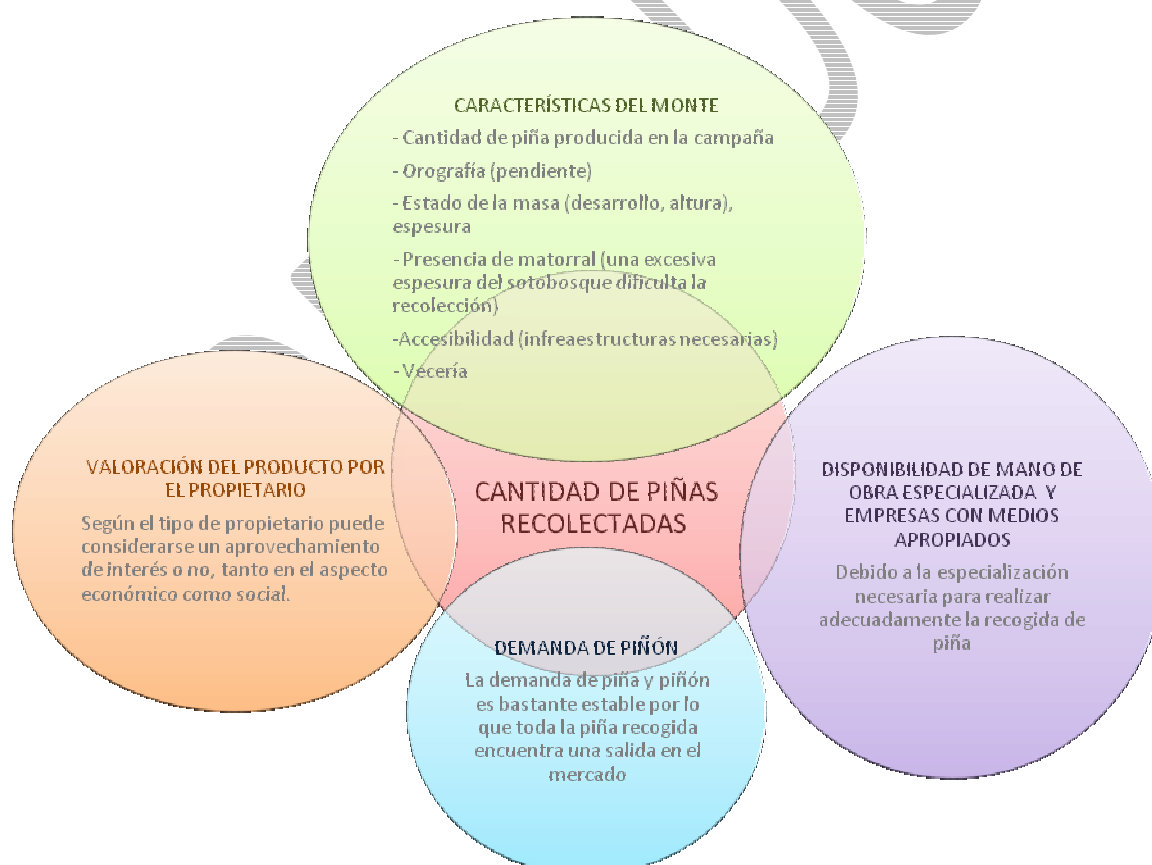 CARACTERÍSTICAS DEL MONTE
- Cantidad de piña producida en la campaña
- Orografía (pendiente)
- Estado de la masa (desarrollo, altura),
espesura
- Presencia de matorral (una excesiva
espesura del sotobosque dificulta la
recolección)
-Accesibilidad (infreaestructuras necesarias)
- Vecería
VALORACIÓN DEL PRODUCTO POR
EL PROPIETARIO
Según el tipo de propietario puede
considerarse un aprovechamiento
de interés o no, tanto en el aspecto
económico como social.
CANTIDAD DE PIÑAS
RECOLECTADAS
DISPONIBILIDAD DE MANO DE
OBRA ESPECIALIZADA Y
EMPRESAS CON MEDIOS
APROPIADOS
Debido a la especialización
necesaria para realizar
adecuadamente la recogida de
piña
DEMANDA DE PIÑÓN
La demanda de piña y piñón
es bastante estable por lo
que toda la piña recogida
encuentra una salida en el
mercado